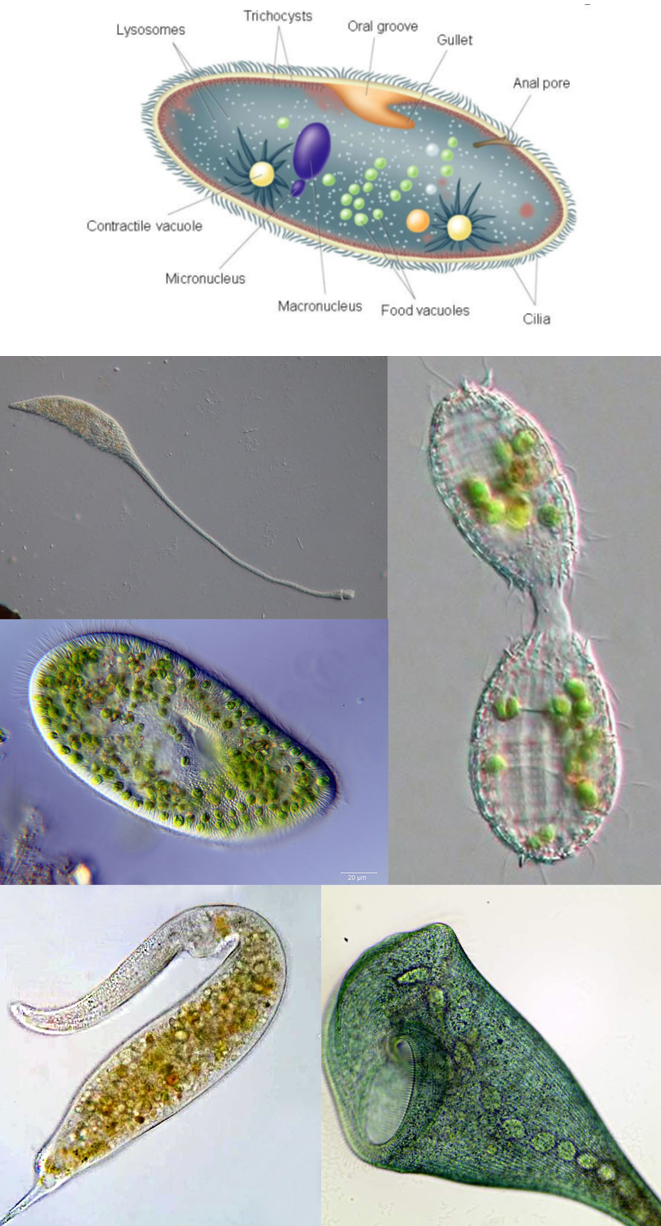 Trichocysts
Oral groove
Lysosomes
Gullet
Anal pore
Contractile vacuole
Micronucleus
Macronucleus
Food vacuoles
Cilia
20 µm